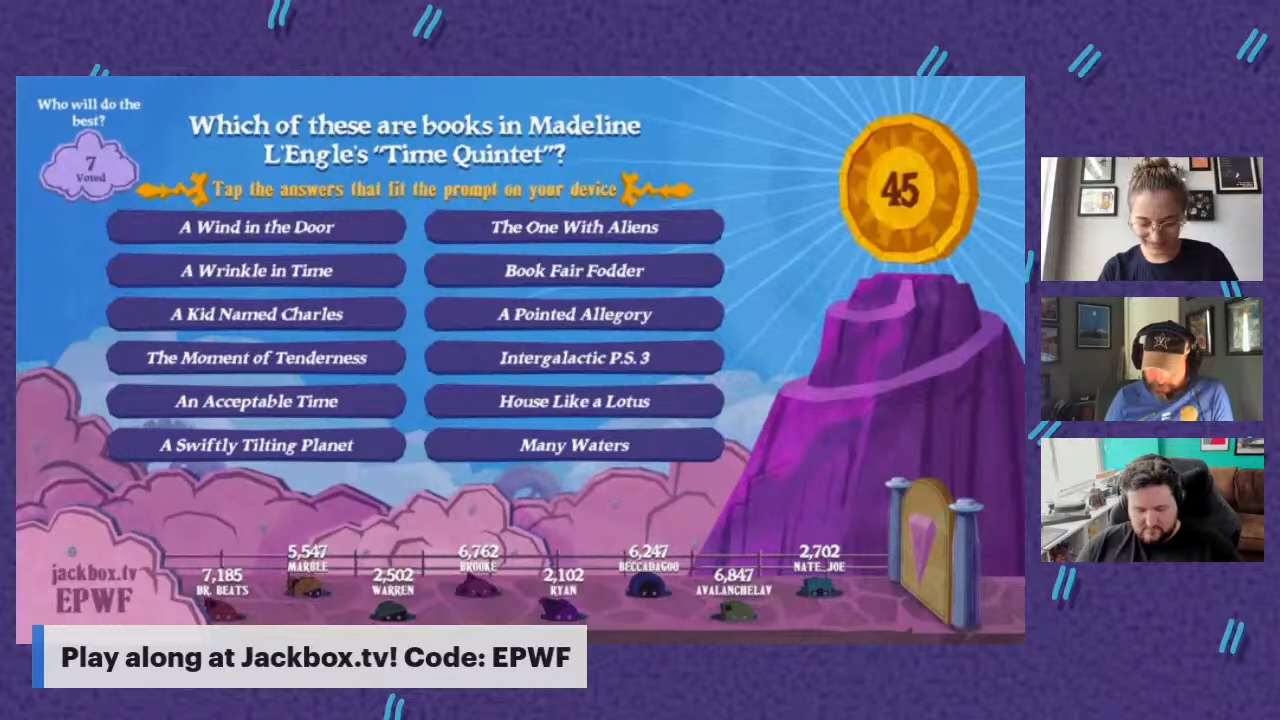 Who will do the
best?
7
Voted
Which of these are books in Madeline
L'Engle's "Time Quintet"?
Tap the answers that fit the prompt on your device
45
A Wind in the Door
The One With Aliens
A Wrinkle in Time
Book Fair Fodder
A Kid Named Charles
A Pointed Allegory
The Moment of Tenderness
Intergalactic P.S. 3
An Acceptable Time
House Like a Lotus
A Swiftly Tilting Planet
Many Waters
7,185
DR. BEATS
5,547
MARBLE
2,502
WARREN
6,762
BROOKE
2,102
RYAN
6,247
BECCADAGOO
6,847
AVALANCHELAV
2,702
NATE_JOE
jackbox.tv
EPWF
Play along at Jackbox.tv! Code: EPWF